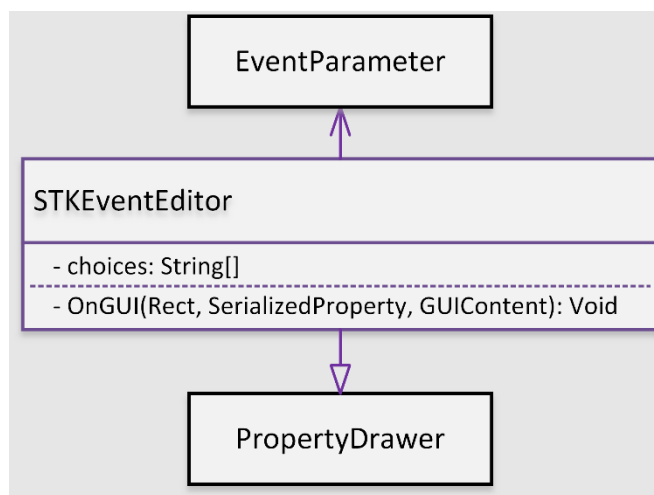 EventParameter
STKEventEditor
- choices: String[]
- OnGUI(Rect, SerializedProperty, GUIContent): Void
PropertyDrawer